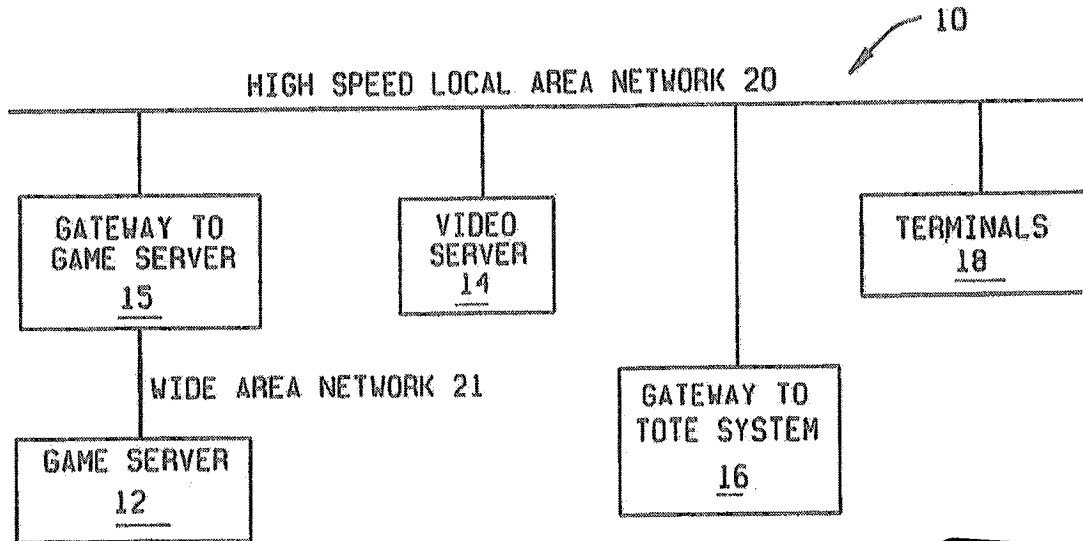 10
HIGH SPEED LOCAL AREA NETWORK 20
GATEWAY TO
GAME SERVER
15
VIDEO
SERVER
14
TERMINALS
18
WIDE AREA NETWORK 21
GATEWAY TO
TOTE SYSTEM
16
GAME SERVER
12